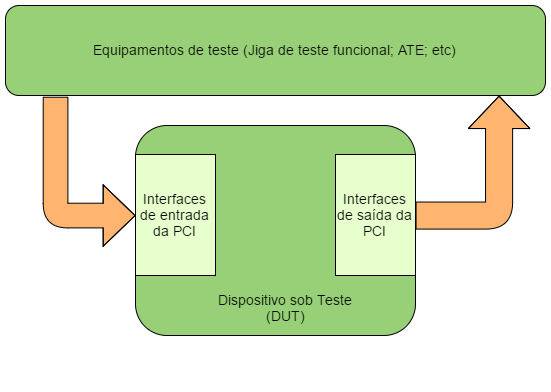 Equipamentos de teste (Jiga de teste funcional; ATE; etc)
Interfaces
de entrada
da PCI
Interfaces
de saída da
PCI
Dispositivo sob Teste
(DUT)